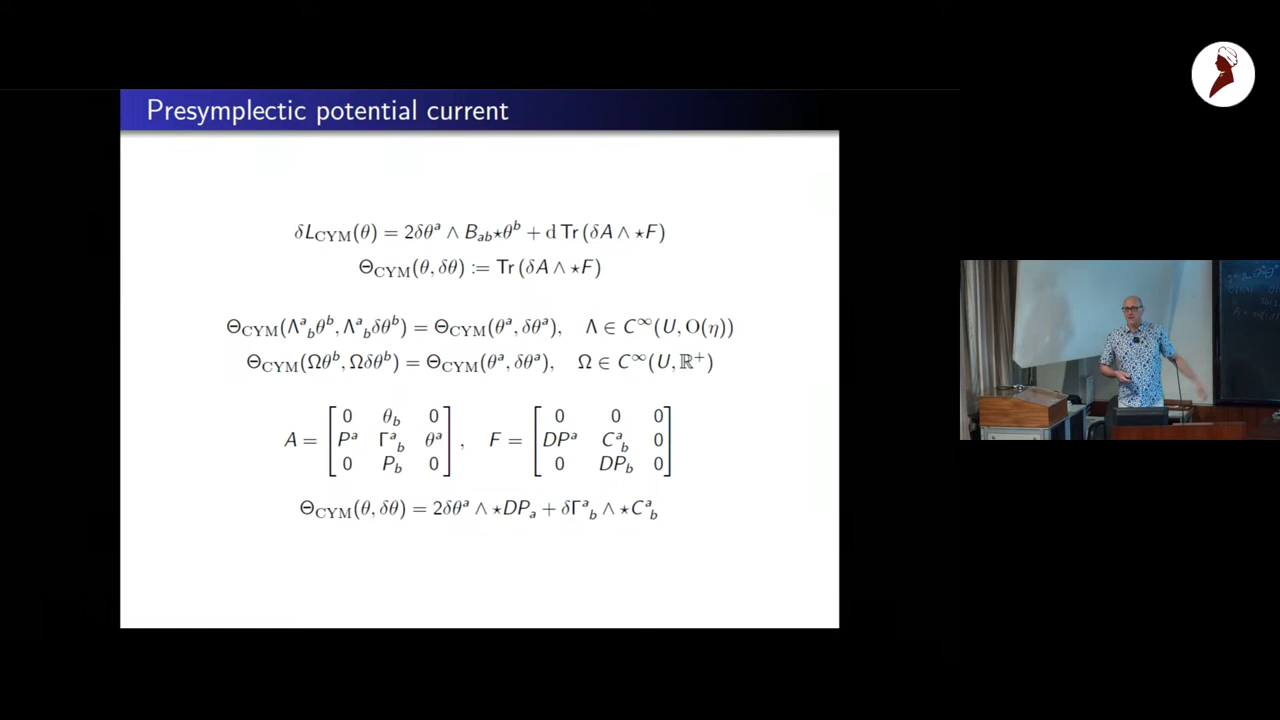 Presymplectic potential current
δL_CYM(θ) = 2δθ^a ∧ B_ab ⋆θ^b + d Tr (δA ∧ ⋆F)
Θ_CYM(θ, δθ) := Tr (δA ∧ ⋆F)
Θ_CYM(Λ^a_b θ^b, Λ^a_b δθ^b) = Θ_CYM(θ^a, δθ^a), Λ ∈ C^∞(U, O(η))
Θ_CYM(Ωθ^b, Ωδθ^b) = Θ_CYM(θ^a, δθ^a), Ω ∈ C^∞(U, ℝ^+)
A = [0 θ_b 0; P^a Γ^a_b θ^a; 0 P_b 0], F = [0 0 0; DP^a C^a_b 0; 0 DP_b 0]
Θ_CYM(θ, δθ) = 2δθ^a ∧ ⋆DP_a + δΓ^a_b ∧ ⋆C^a_b